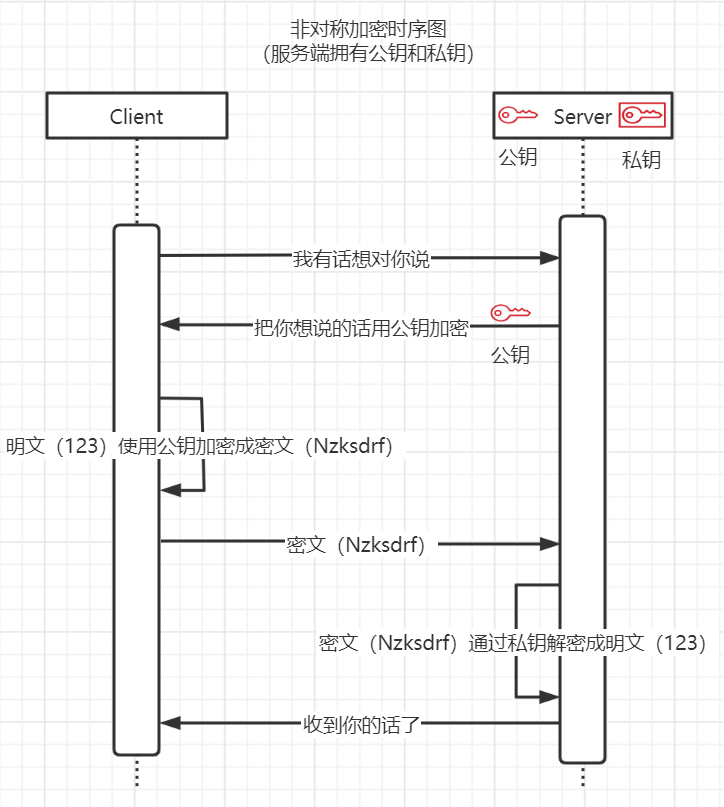 非对称加密时序图
（服务端拥有公钥和私钥）
Client
Server
公钥
私钥
我有话想对你说
把你想说的话用公钥加密
公钥
明文（123）使用公钥加密成密文（Nzksdrf）
密文（Nzksdrf）
密文（Nzksdrf）通过私钥解密成明文（123）
收到你的话了